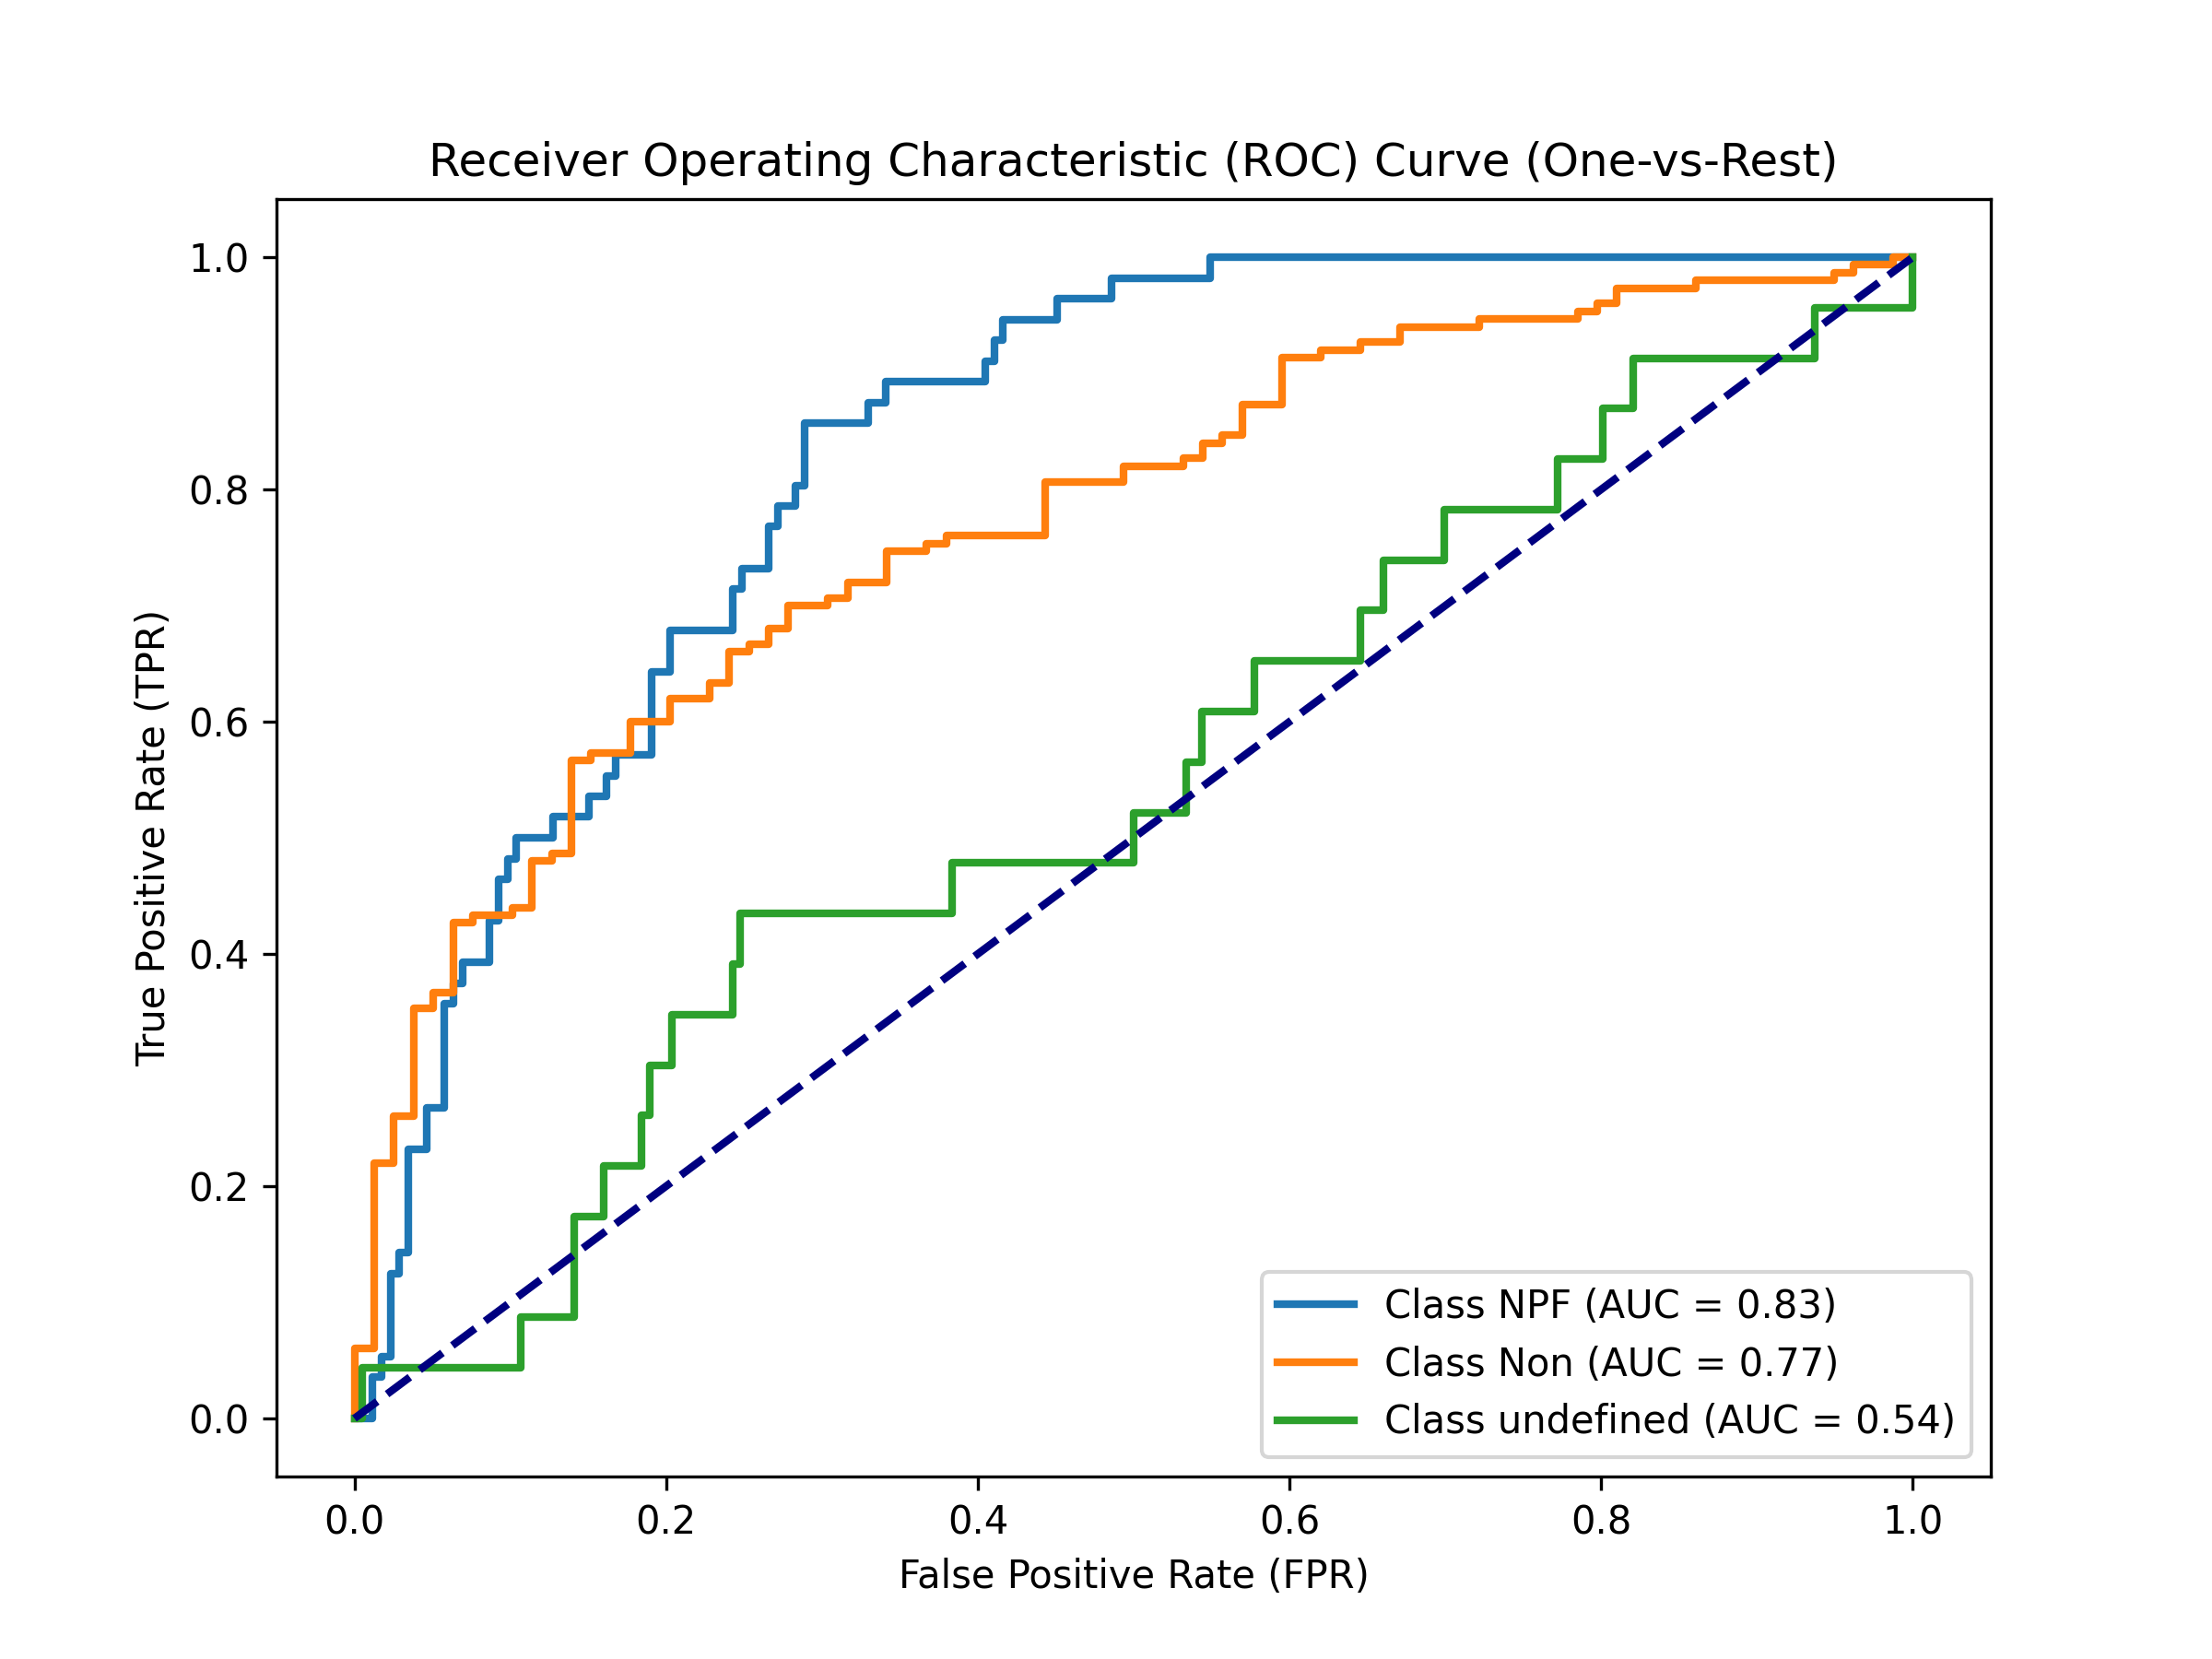 Receiver Operating Characteristic (ROC) Curve (One-vs-Rest)
True Positive Rate (TPR)
1.0
0.8
0.6
0.4
0.2
0.0
0.0
0.2
0.4
0.6
0.8
1.0
False Positive Rate (FPR)
Class NPF (AUC = 0.83)
Class Non (AUC = 0.77)
Class undefined (AUC = 0.54)